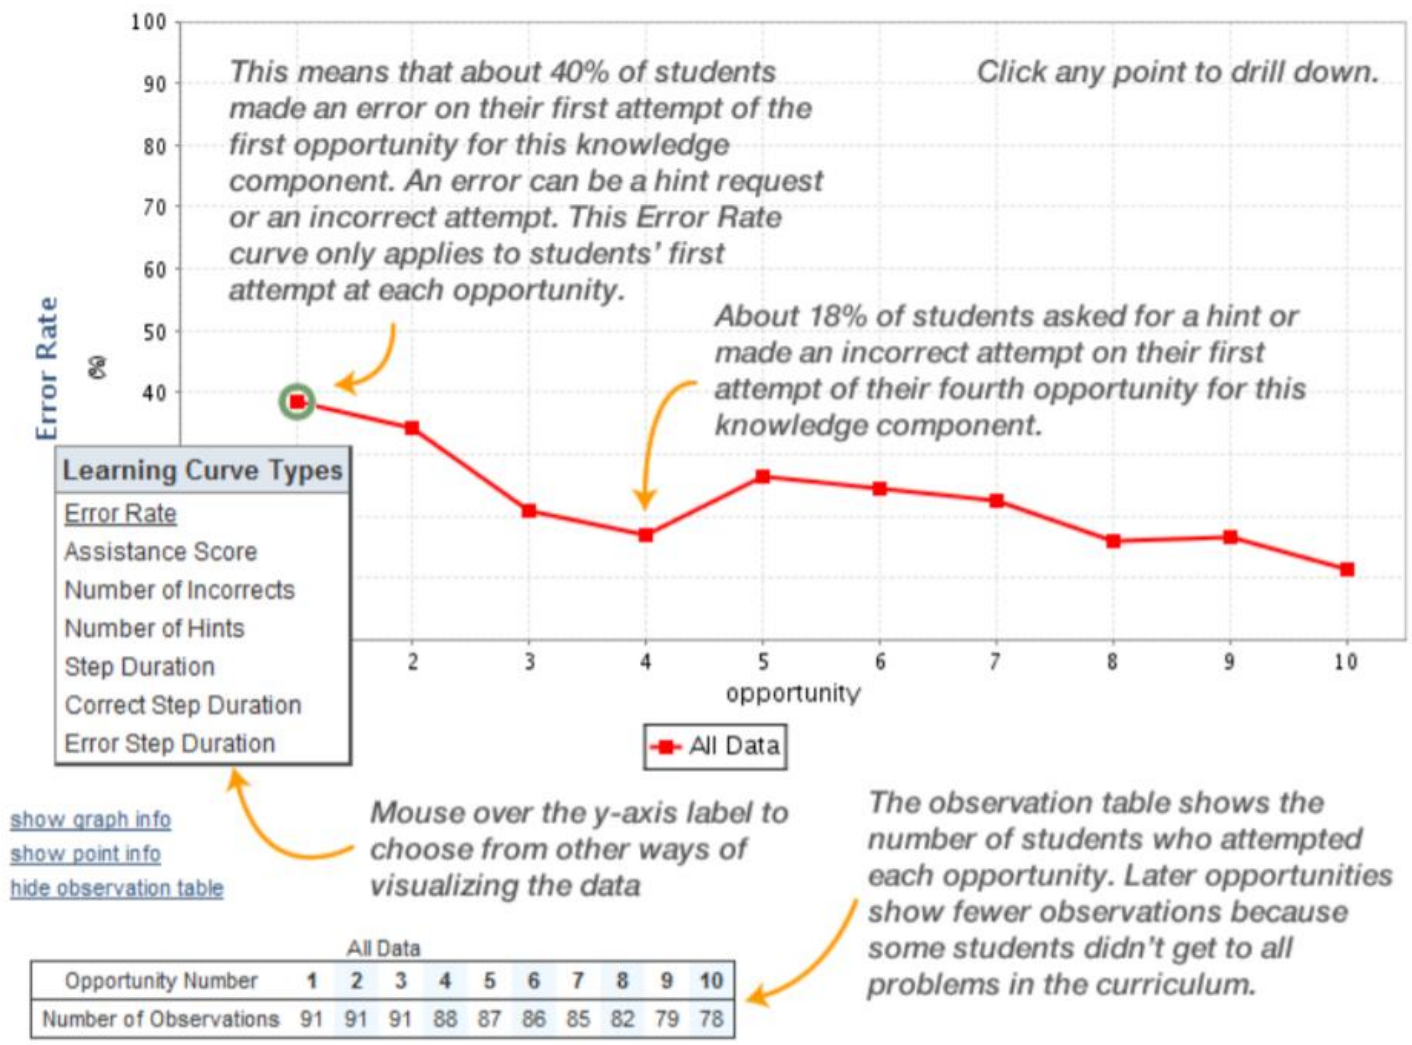 100
90
80
70
60
50
40
Error Rate
(%)
This means that about 40% of students
made an error on their first attempt of the
first opportunity for this knowledge
component. An error can be a hint request
or an incorrect attempt. This Error Rate
curve only applies to students' first
attempt at each opportunity.
Click any point to drill down.
About 18% of students asked for a hint or
made an incorrect attempt on their first
attempt of their fourth opportunity for this
knowledge component.
Learning Curve Types
Error Rate
Assistance Score
Number of Incorrects
Number of Hints
Step Duration
Correct Step Duration
Error Step Duration
2 3 4 5 6 7 8 9 10
opportunity
All Data
show graph info
show point info
hide observation table
Mouse over the y-axis label to
choose from other ways of
visualizing the data
The observation table shows the
number of students who attempted
each opportunity. Later opportunities
show fewer observations because
some students didn't get to all
problems in the curriculum.
All Data
Opportunity Number 1 2 3 4 5 6 7 8 9 10
Number of Observations 91 91 91 88 87 86 85 82 79 78